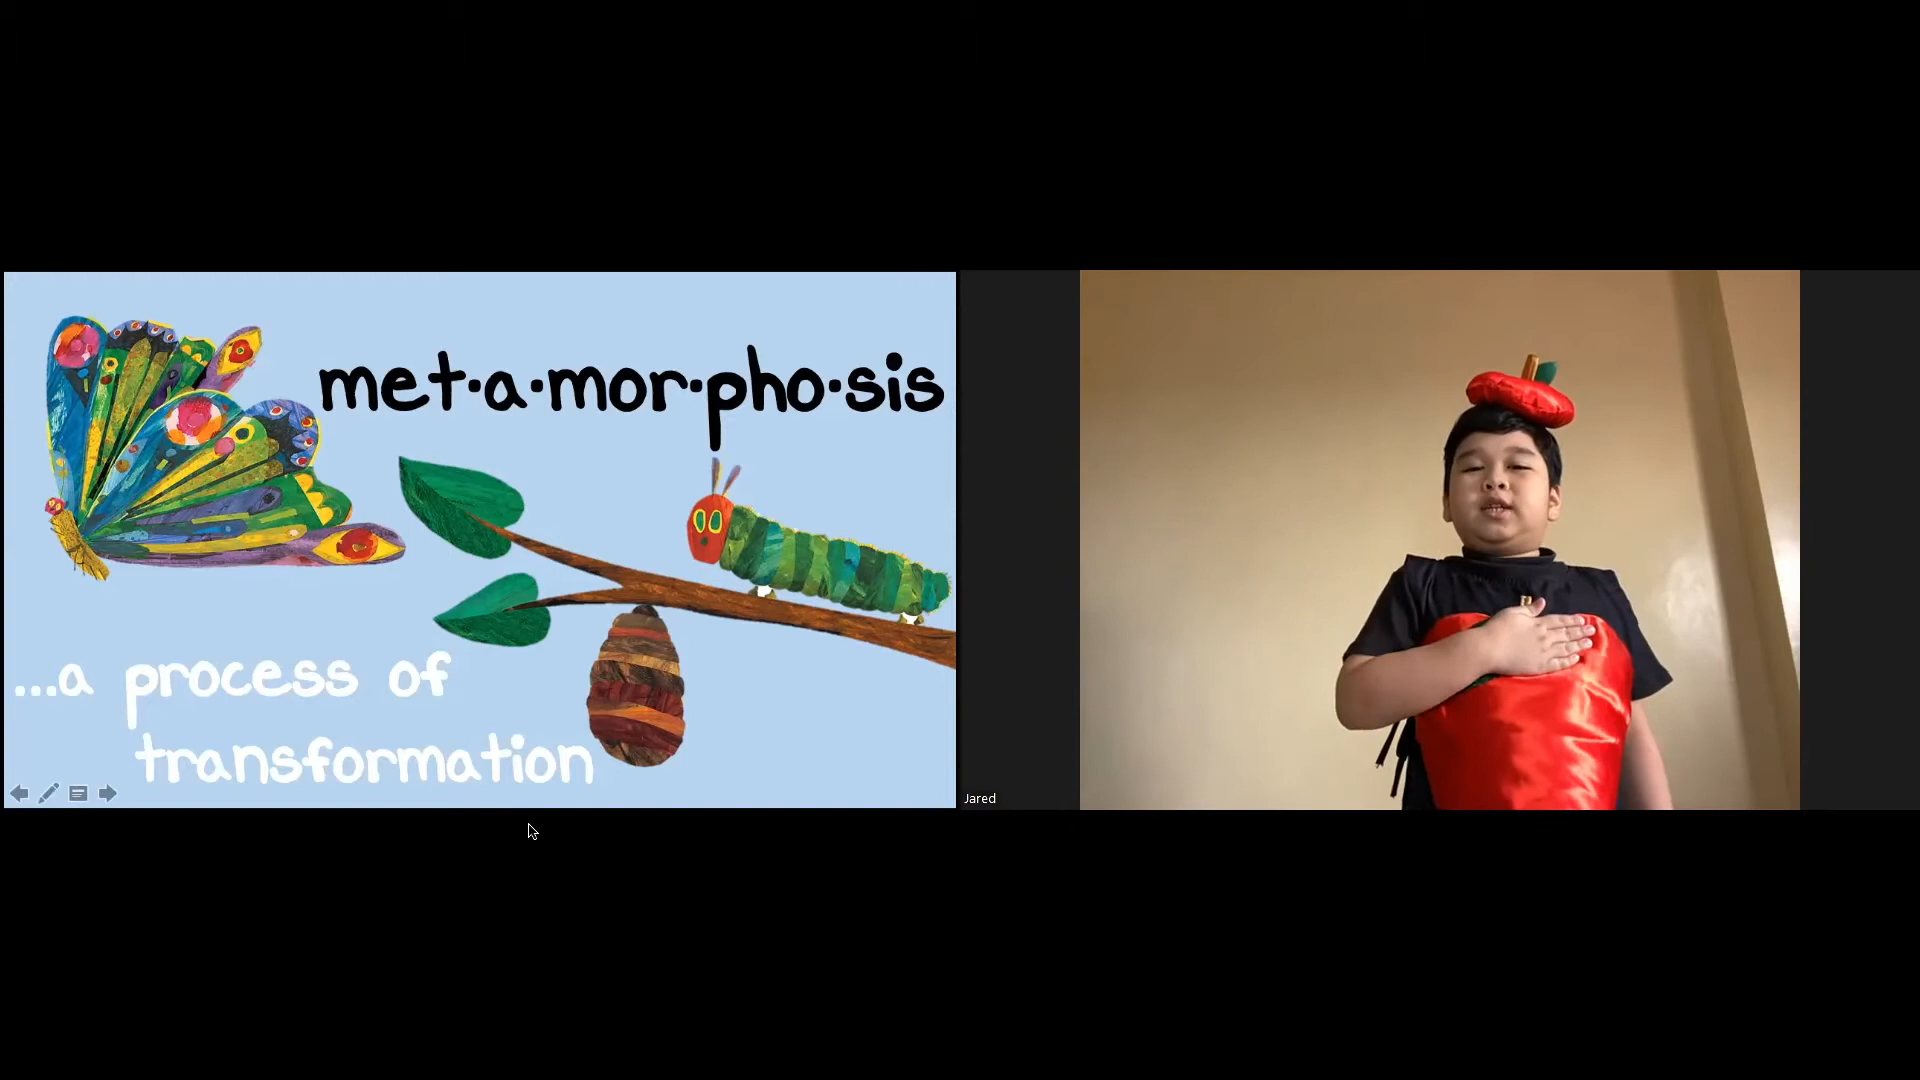 met·a·mor·pho·sis
...a process of
transformation
Jared